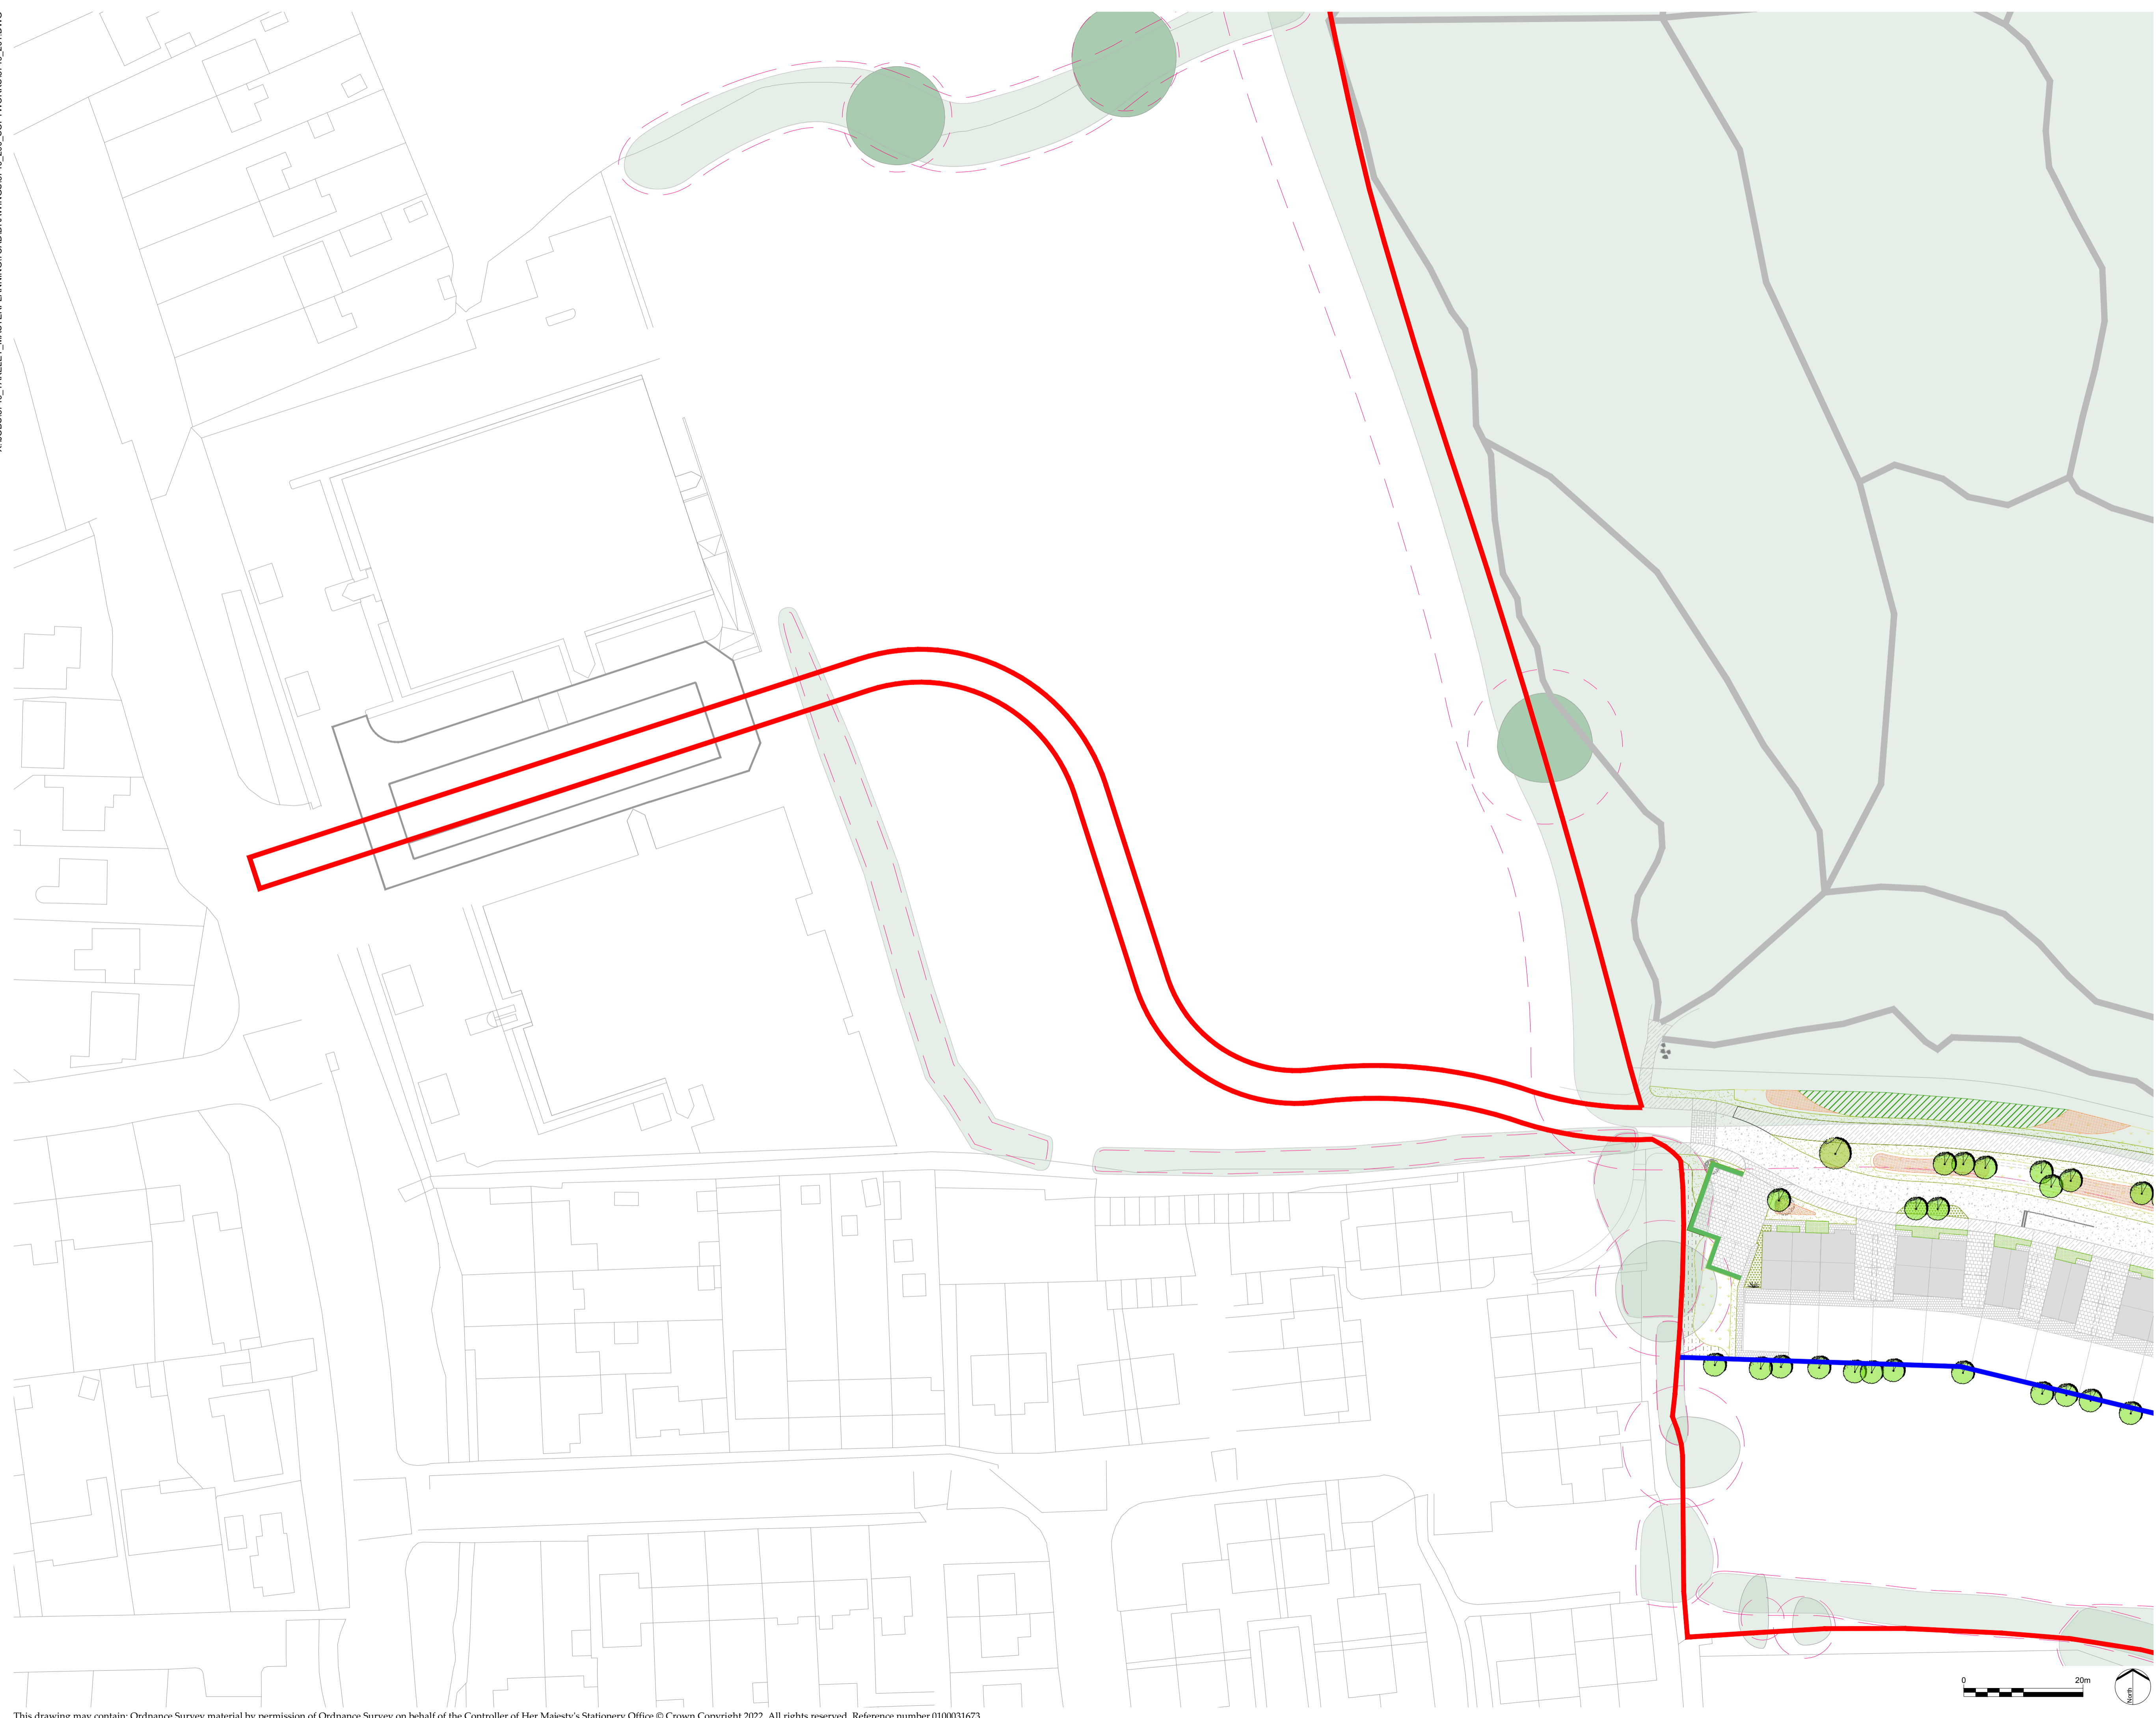 0 20m
North
This drawing may contain: Ordnance Survey material by permission of Ordnance Survey on behalf of the Controller of Her Majesty's Stationery Office © Crown Copyright 2022. All rights reserved. Reference number 0100031673